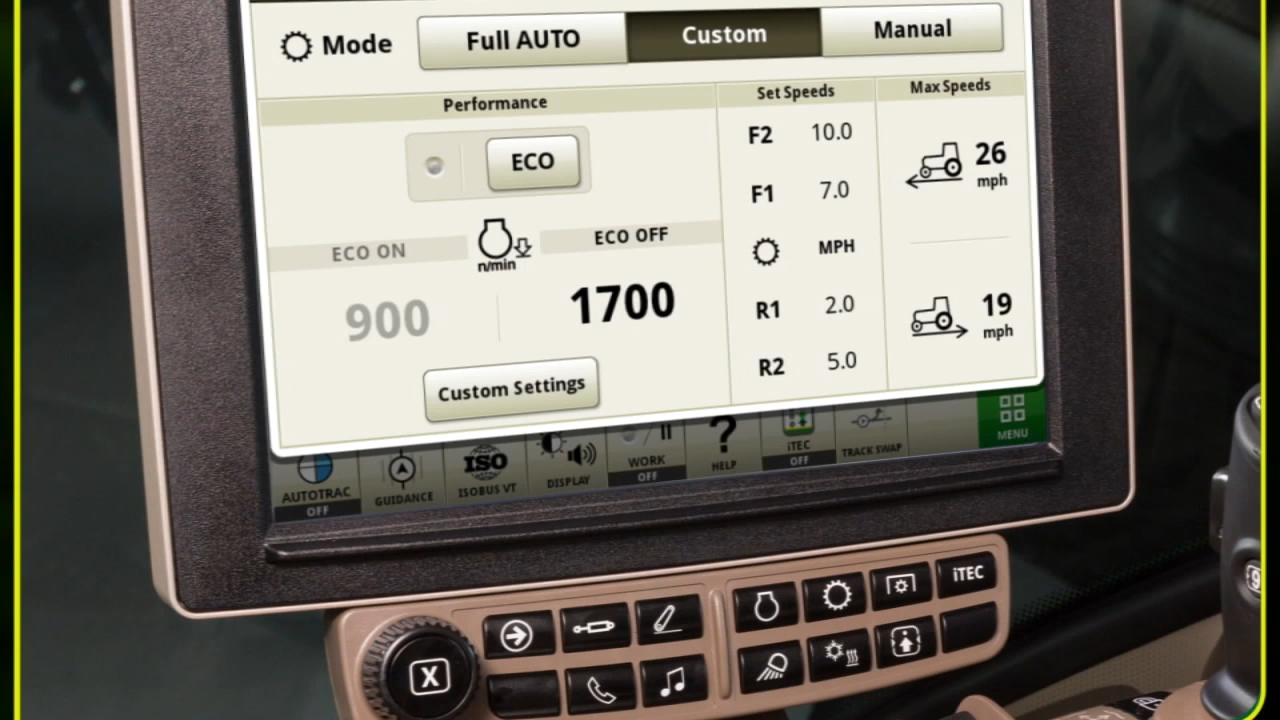 Mode
Full AUTO
Custom
Manual
Performance
ECO
ECO ON
n/min
ECO OFF
900
1700
Custom Settings
Set Speeds
F2 10.0
F1 7.0
MPH
R1 2.0
R2 5.0
Max Speeds
26
mph
19
mph
AUTOTRAC
OFF
GUIDANCE
ISO
ISOBUS VT
DISPLAY
WORK
OFF
?
HELP
iTEC
OFF
TRACK SWAP
MENU
iTEC
X
9